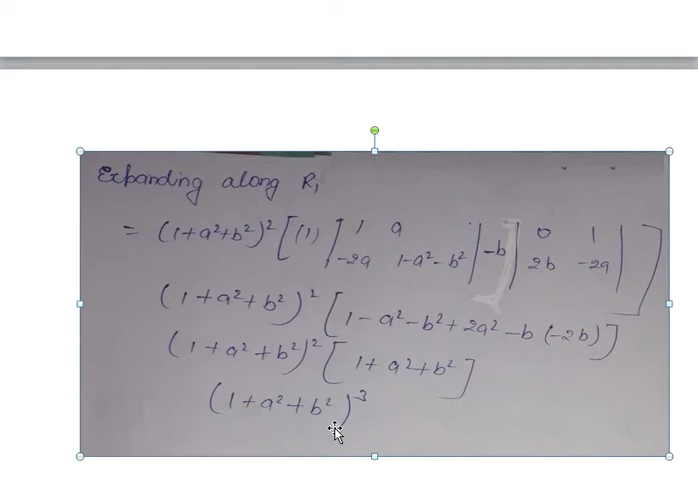 Expanding along R₁
= (1+a²+b²)² [(1) | 1 a | -b | 0 1 | ]
-2a 1-a²-b² 2b -2a
(1+a²+b²)² [1-a²-b²+2a²-b(-2b)]
(1+a²+b²)² [1+a²+b²]
(1+a²+b²)³